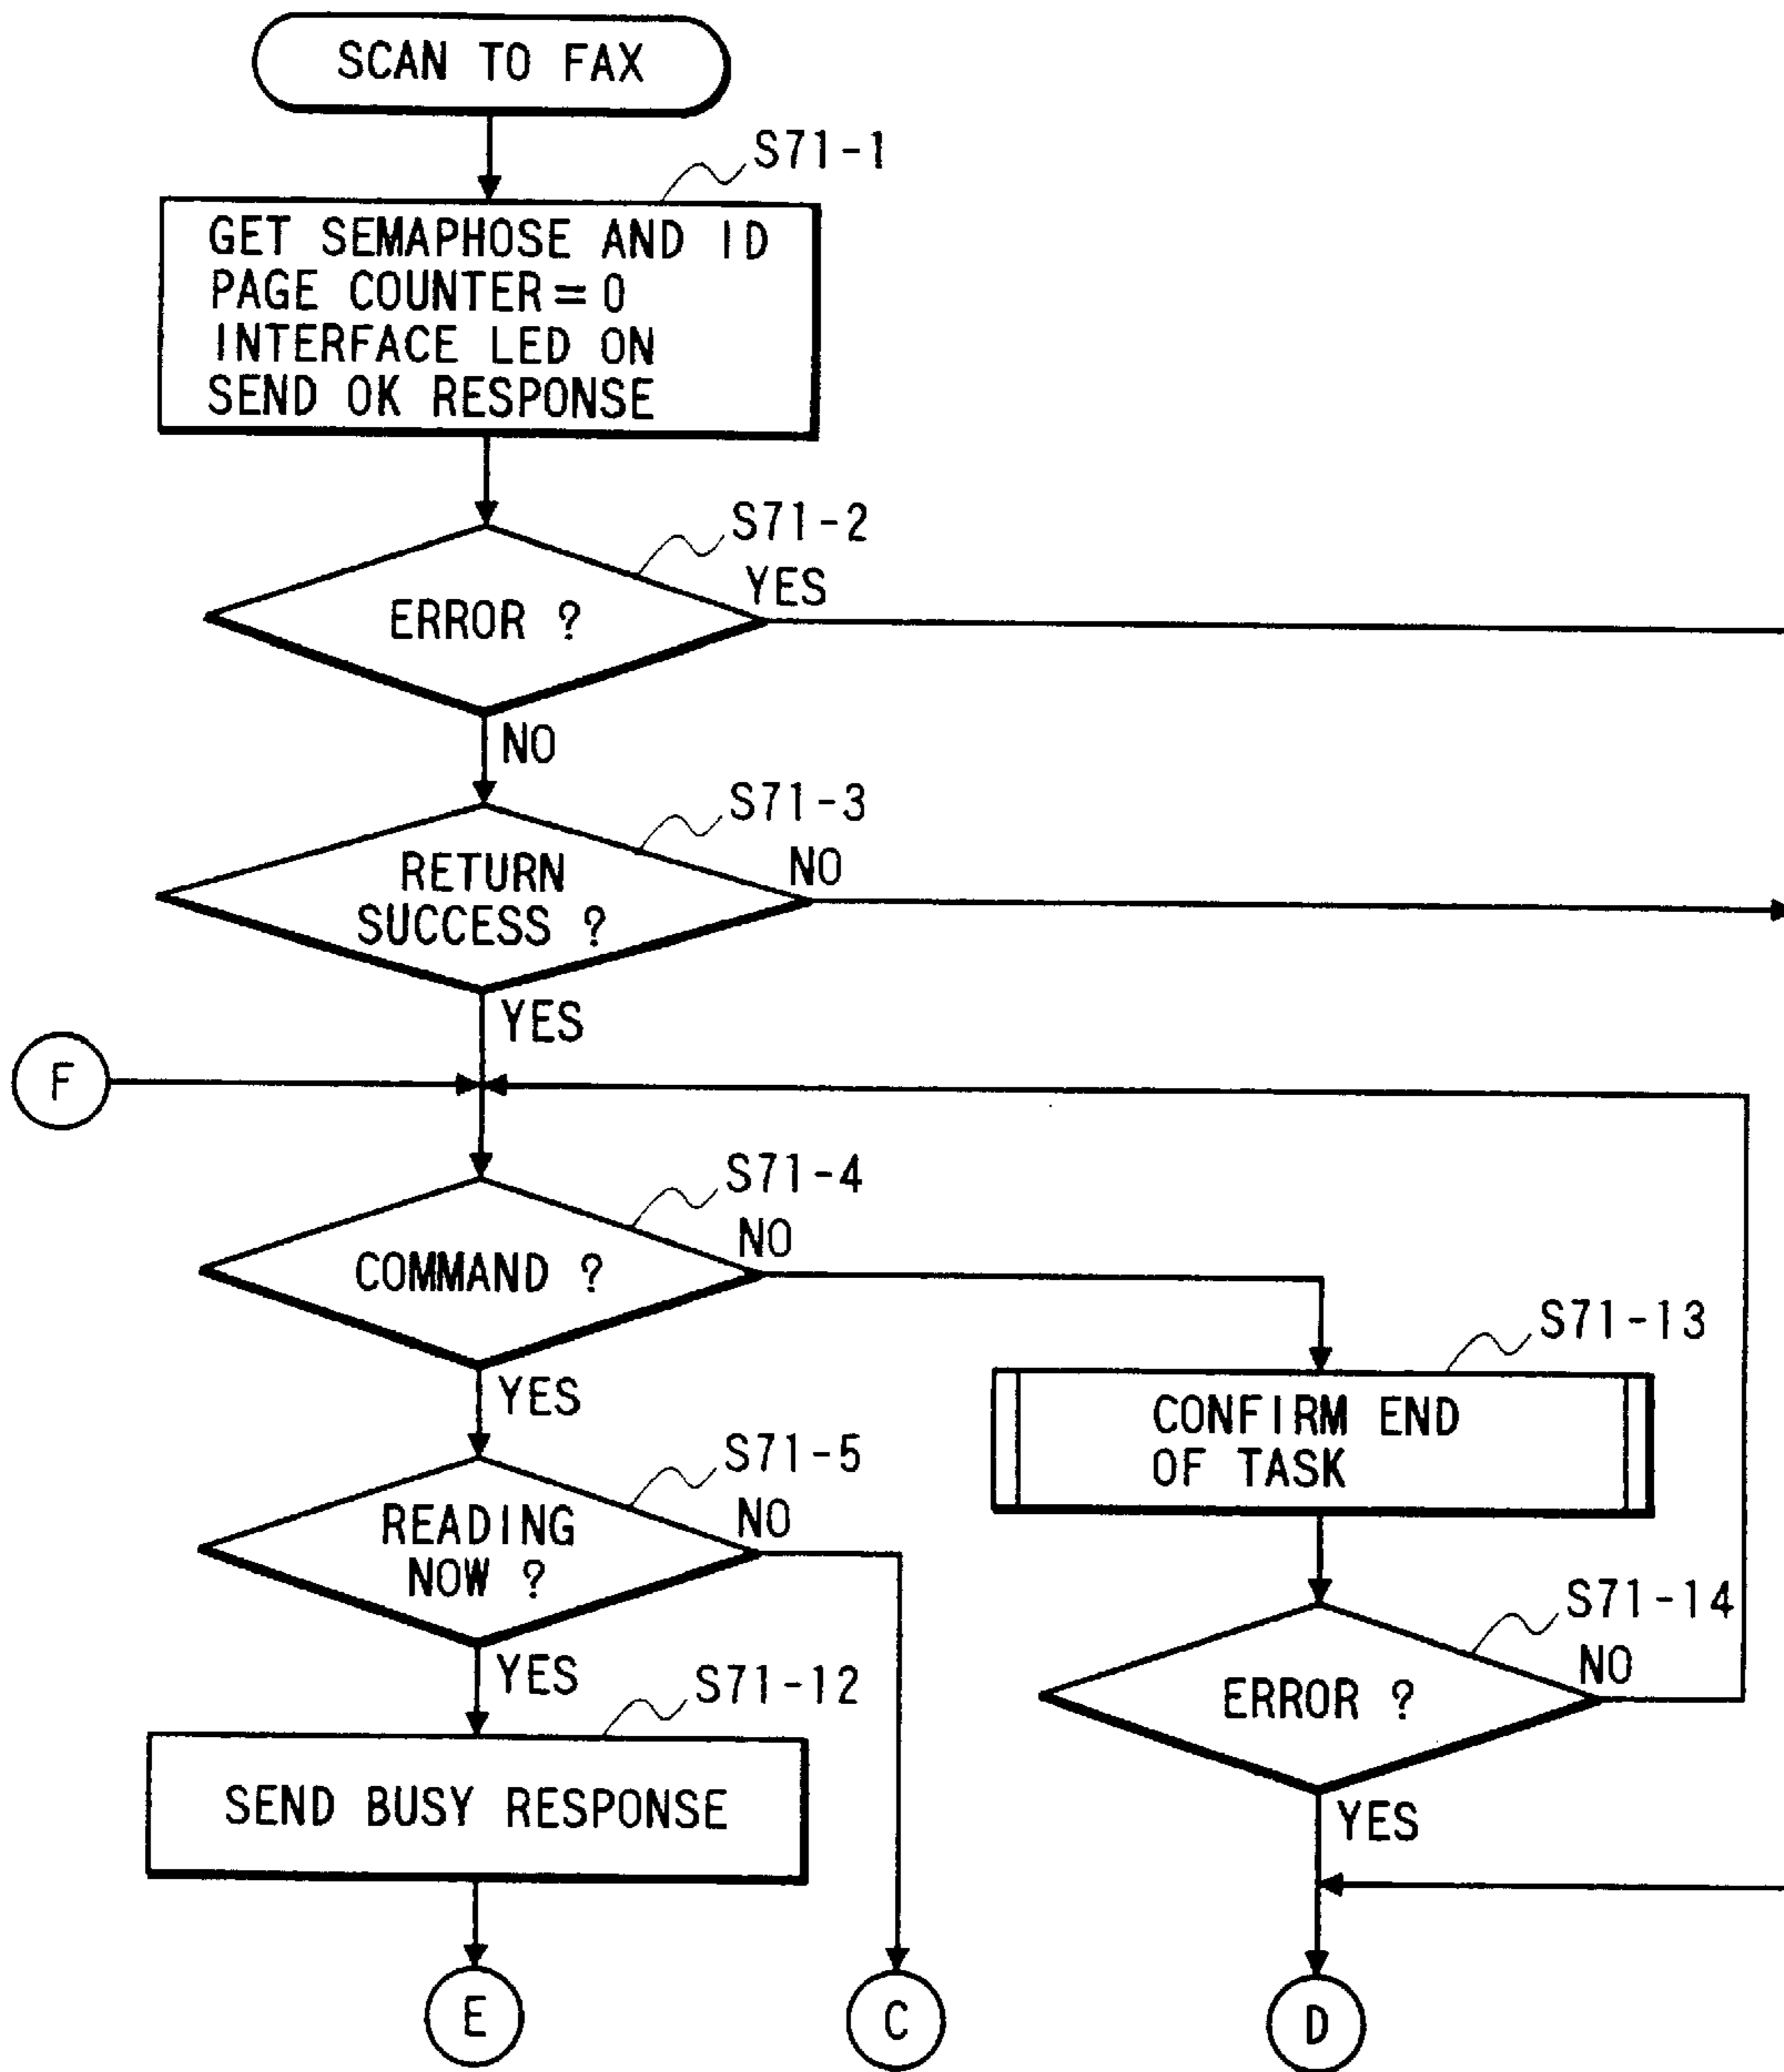 SCAN TO FAX
S71-1
GET SEMAPHOSE AND ID
PAGE COUNTER=0
INTERFACE LED ON
SEND OK RESPONSE
S71-2
YES
ERROR ?
NO
S71-3
NO
RETURN
SUCCESS ?
YES
F
S71-4
NO
COMMAND ?
S71-13
YES
CONFIRM END
OF TASK
S71-5
NO
READING
NOW ?
S71-14
NO
YES
ERROR ?
S71-12
SEND BUSY RESPONSE
YES
E
C
D